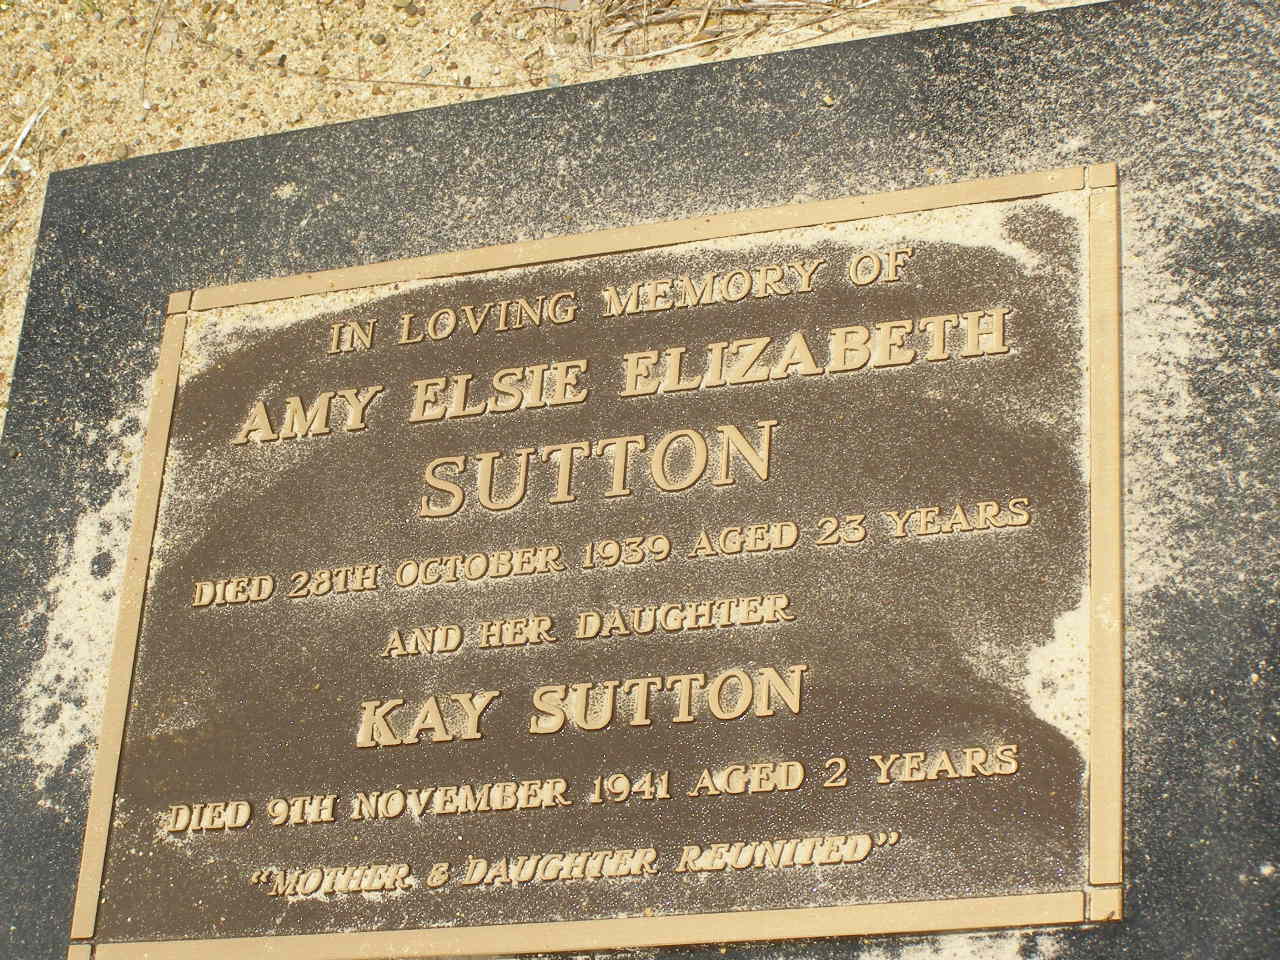 IN LOVING MEMORY OF
AMY ELSIE ELIZABETH
SUTTON
DIED 28TH OCTOBER 1939 AGED 23 YEARS
AND HER DAUGHTER
KAY SUTTON
DIED 9TH NOVEMBER 1941 AGED 2 YEARS
“MOTHER & DAUGHTER REUNITED”